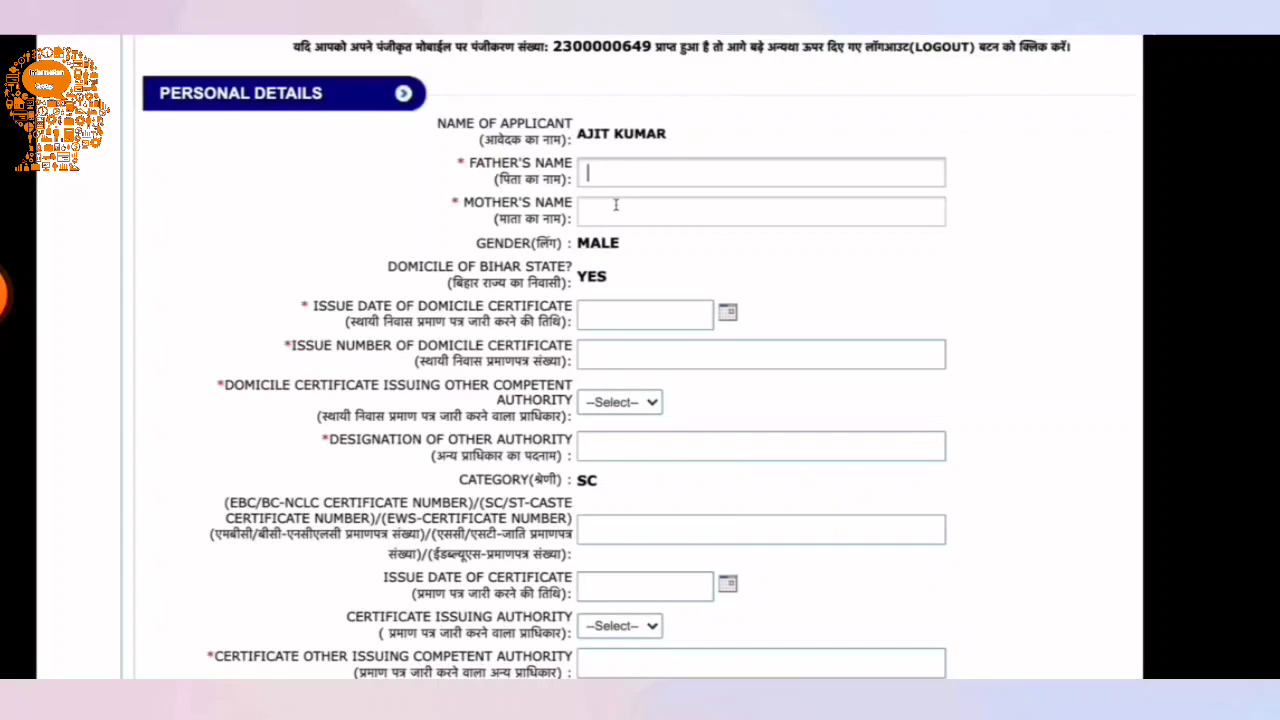 यदि आपको अपने पंजीकृत मोबाईल पर पंजीकरण संख्या: 2300000649 प्राप्त हुआ है तो आगे बढ़े अन्यथा ऊपर दिए गए लॉगआउट(LOGOUT) बटन को क्लिक करें।
PERSONAL DETAILS
NAME OF APPLICANT
(आवेदक का नाम):
AJIT KUMAR
* FATHER'S NAME
(पिता का नाम):
* MOTHER'S NAME
(माता का नाम):
GENDER(लिंग) : MALE
DOMICILE OF BIHAR STATE?
(बिहार राज्य का निवासी):
YES
* ISSUE DATE OF DOMICILE CERTIFICATE
(स्थायी निवास प्रमाण पत्र जारी करने की तिथि):
*ISSUE NUMBER OF DOMICILE CERTIFICATE
(स्थायी निवास प्रमाणपत्र संख्या):
*DOMICILE CERTIFICATE ISSUING OTHER COMPETENT
AUTHORITY
(स्थायी निवास प्रमाण पत्र जारी करने वाला प्राधिकार):
--Select--
*DESIGNATION OF OTHER AUTHORITY
(अन्य प्राधिकार का पदनाम) :
CATEGORY(श्रेणी) : SC
(EBC/BC-NCLC CERTIFICATE NUMBER)/(SC/ST-CASTE
CERTIFICATE NUMBER)/(EWS-CERTIFICATE NUMBER)
(एमबीसी/बीसी-एनसीएलसी प्रमाणपत्र संख्या)/(एससी/एसटी-जाति प्रमाणपत्र
संख्या)/(ईडब्ल्यूएस-प्रमाणपत्र संख्या):
ISSUE DATE OF CERTIFICATE
(प्रमाण पत्र जारी करने की तिथि):
CERTIFICATE ISSUING AUTHORITY
( प्रमाण पत्र जारी करने वाला प्राधिकार):
--Select--
*CERTIFICATE OTHER ISSUING COMPETENT AUTHORITY
(प्रमाण पत्र जारी करने वाला अन्य प्राधिकार) :